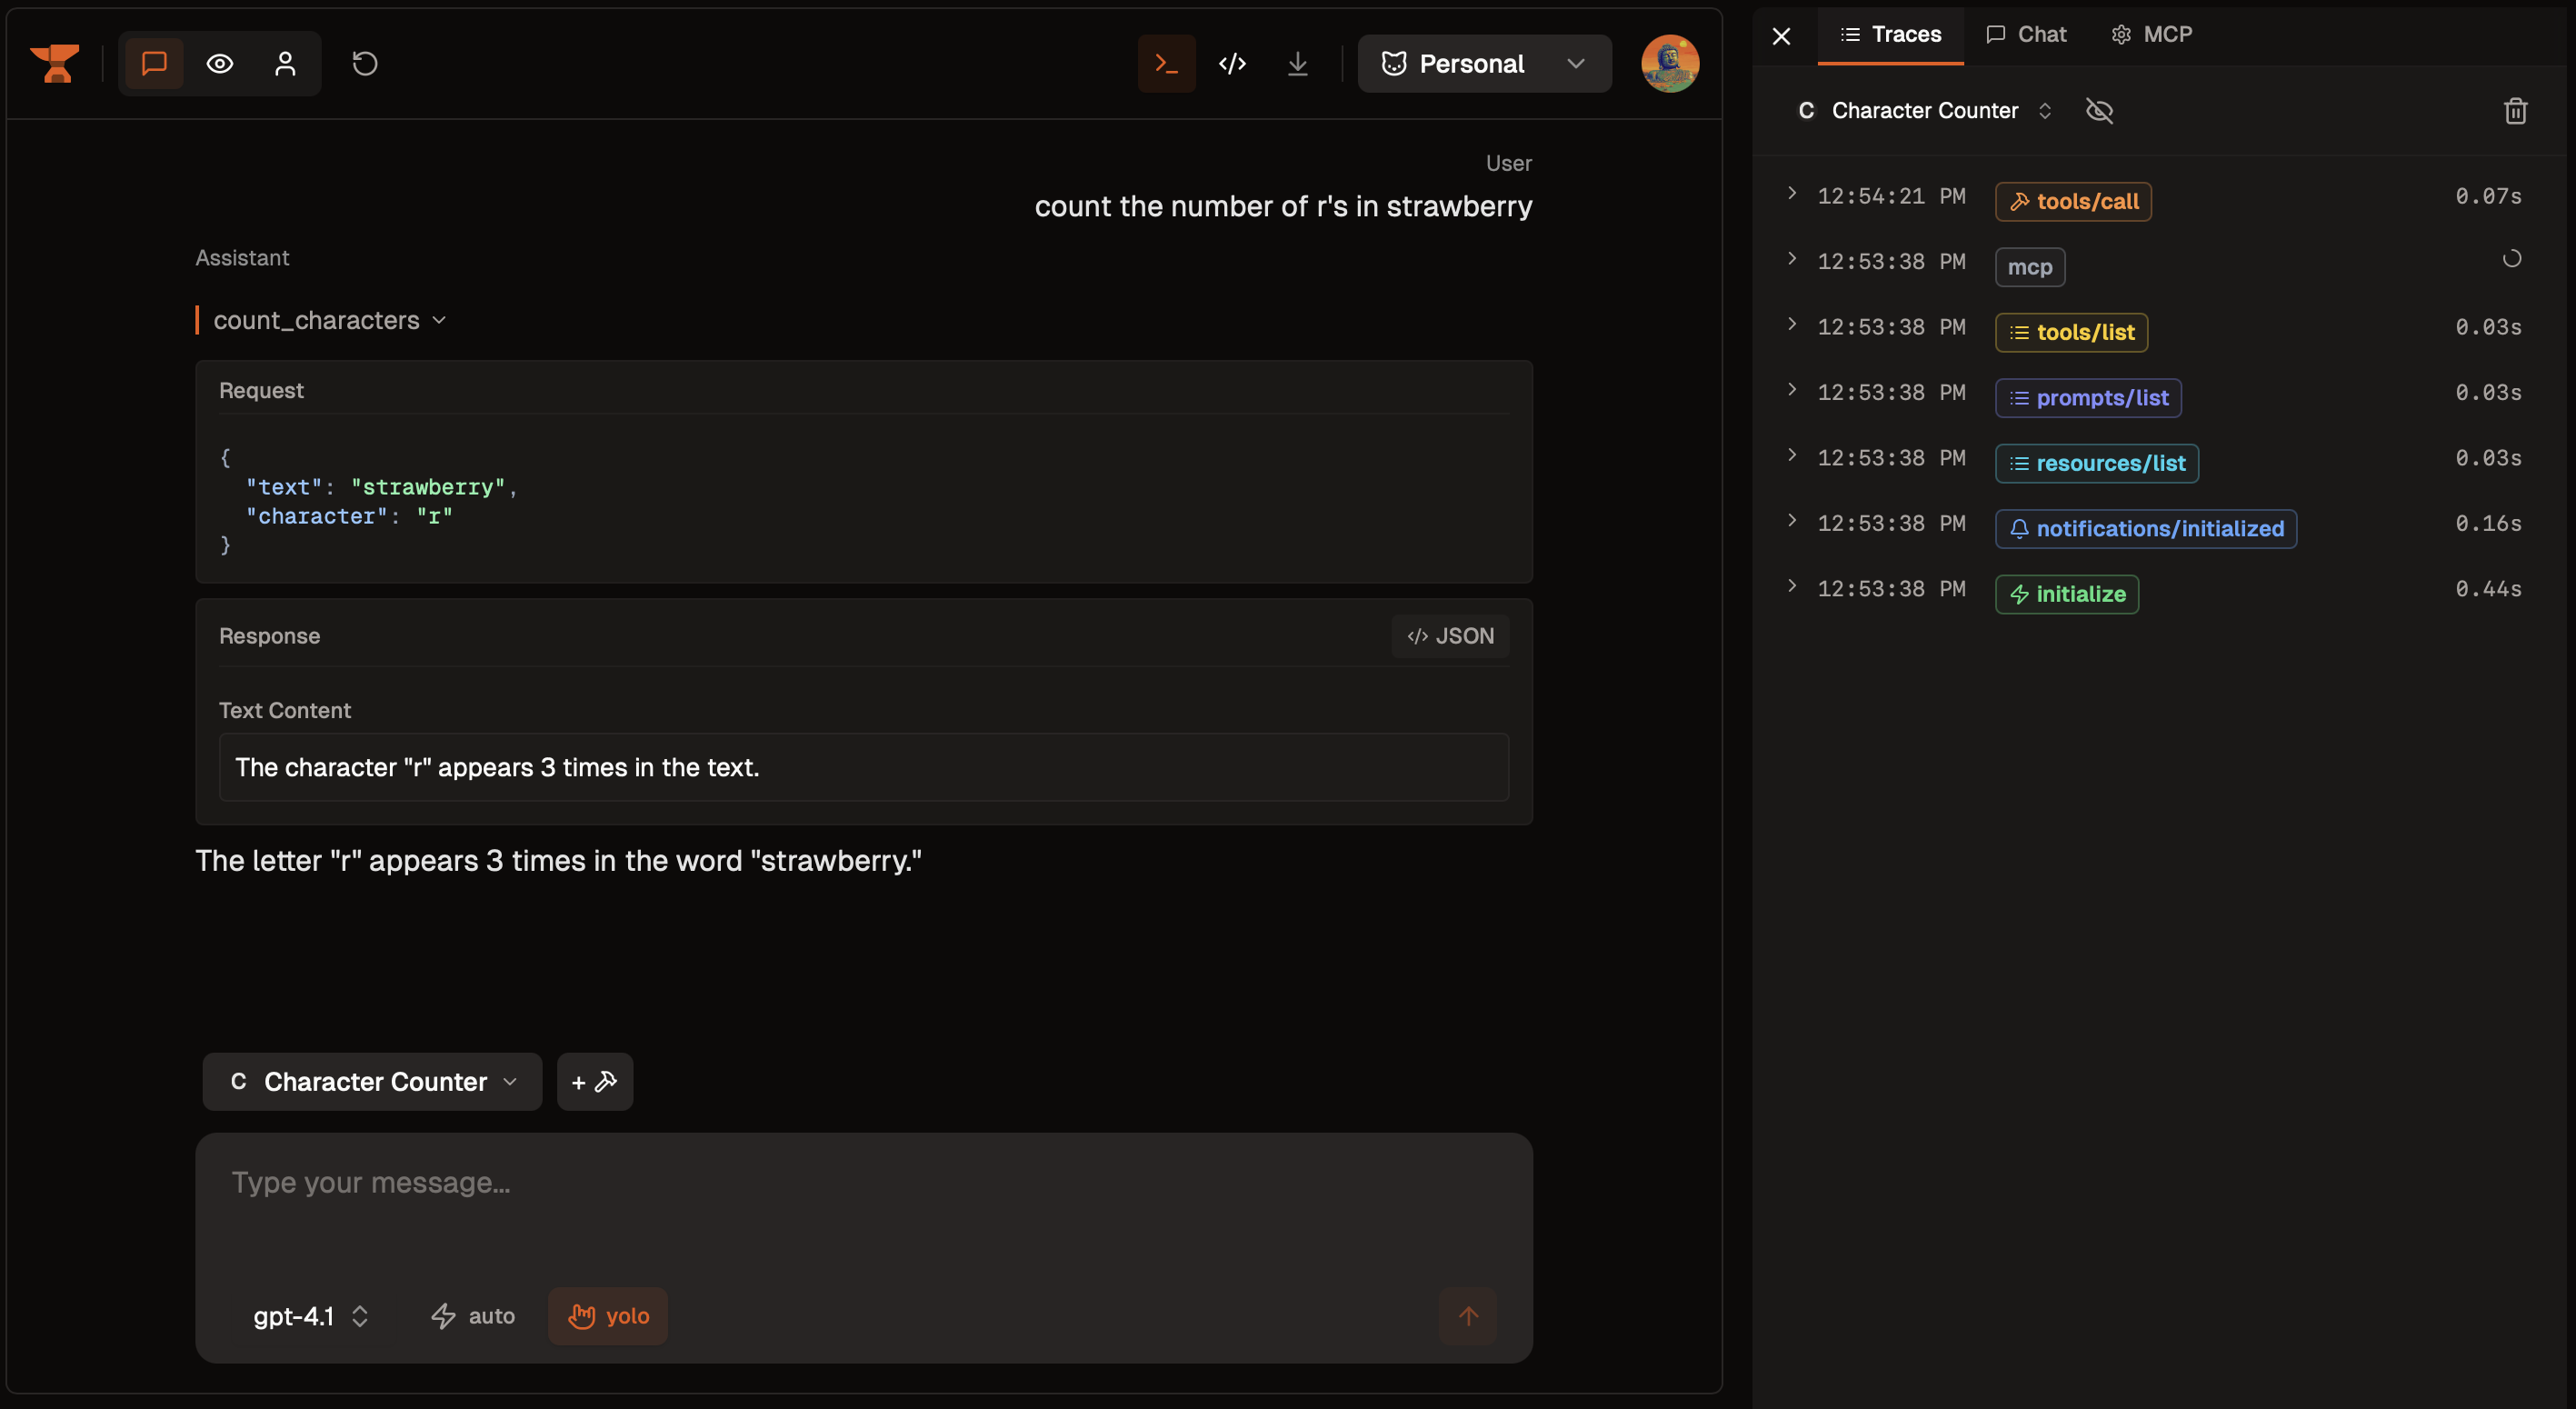 Personal
User
count the number of r's in strawberry
Assistant
count_characters
Request
{
"text": "strawberry",
"character": "r"
}
Response
</> JSON
Text Content
The character "r" appears 3 times in the text.
The letter "r" appears 3 times in the word "strawberry."
C Character Counter
+
Type your message...
gpt-4.1
auto
yolo
Traces
Chat
MCP
C Character Counter
12:54:21 PM tools/call 0.07s
12:53:38 PM mcp
12:53:38 PM tools/list 0.03s
12:53:38 PM prompts/list 0.03s
12:53:38 PM resources/list 0.03s
12:53:38 PM notifications/initialized 0.16s
12:53:38 PM initialize 0.44s